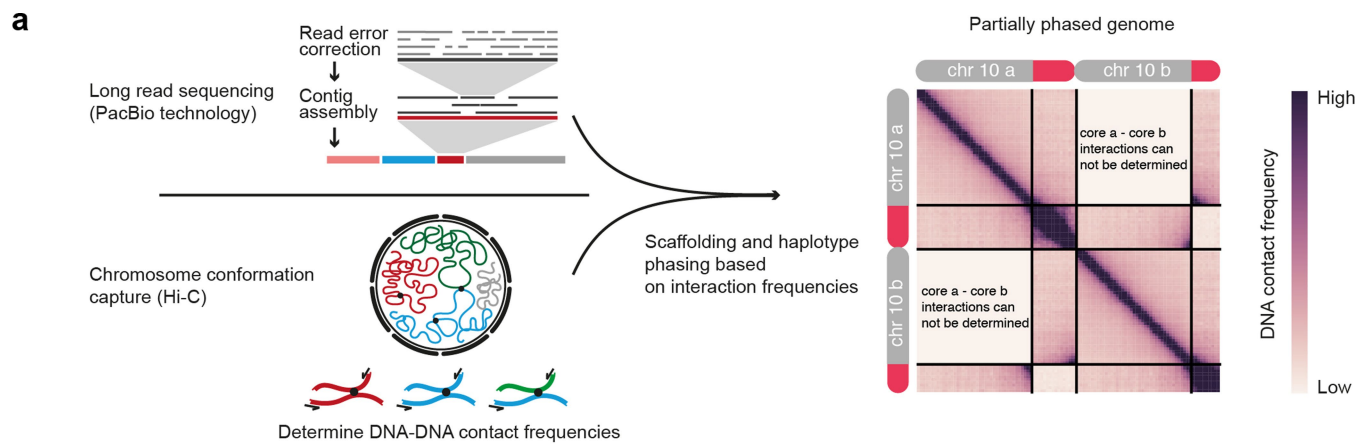 a
Read error
correction
Contig
assembly
Long read sequencing
(PacBio technology)
Chromosome conformation
capture (Hi-C)
Determine DNA-DNA contact frequencies
Scaffolding and haplotype
phasing based
on interaction frequencies
Partially phased genome
chr 10 a
chr 10 b
chr 10 a
chr 10 b
core a - core b
interactions can
not be determined
core a - core b
interactions can
not be determined
High
DNA contact frequency
Low